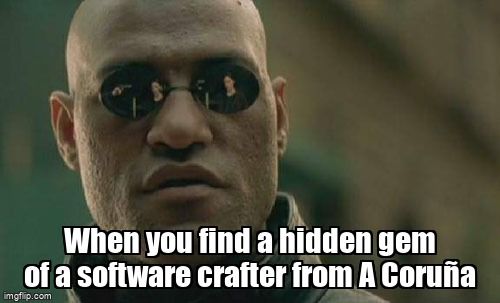 When you find a hidden gem
of a software crafter from A Coruña
imgflip.com